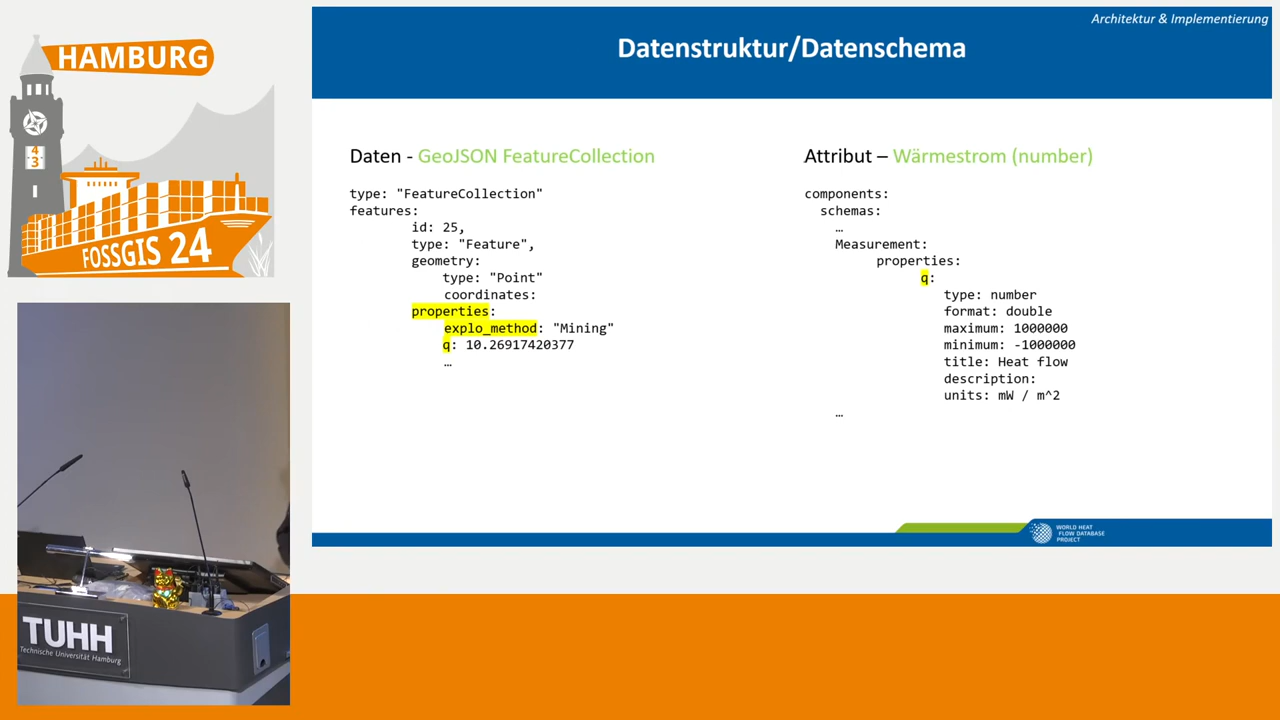 HAMBURG
4
3
FOSSGIS 24
TUHH
Technische Universität Hamburg
Architektur & Implementierung
Datenstruktur/Datenschema
Daten - GeoJSON FeatureCollection
type: "FeatureCollection"
features:
id: 25,
type: "Feature",
geometry:
type: "Point"
coordinates:
properties:
explo_method: "Mining"
q: 10.26917420377
…
Attribut – Wärmestrom (number)
components:
schemas:
…
Measurement:
properties:
q:
type: number
format: double
maximum: 1000000
minimum: -1000000
title: Heat flow
description:
units: mW / m^2
…
WORLD HEAT
FLOW DATABASE
PROJECT